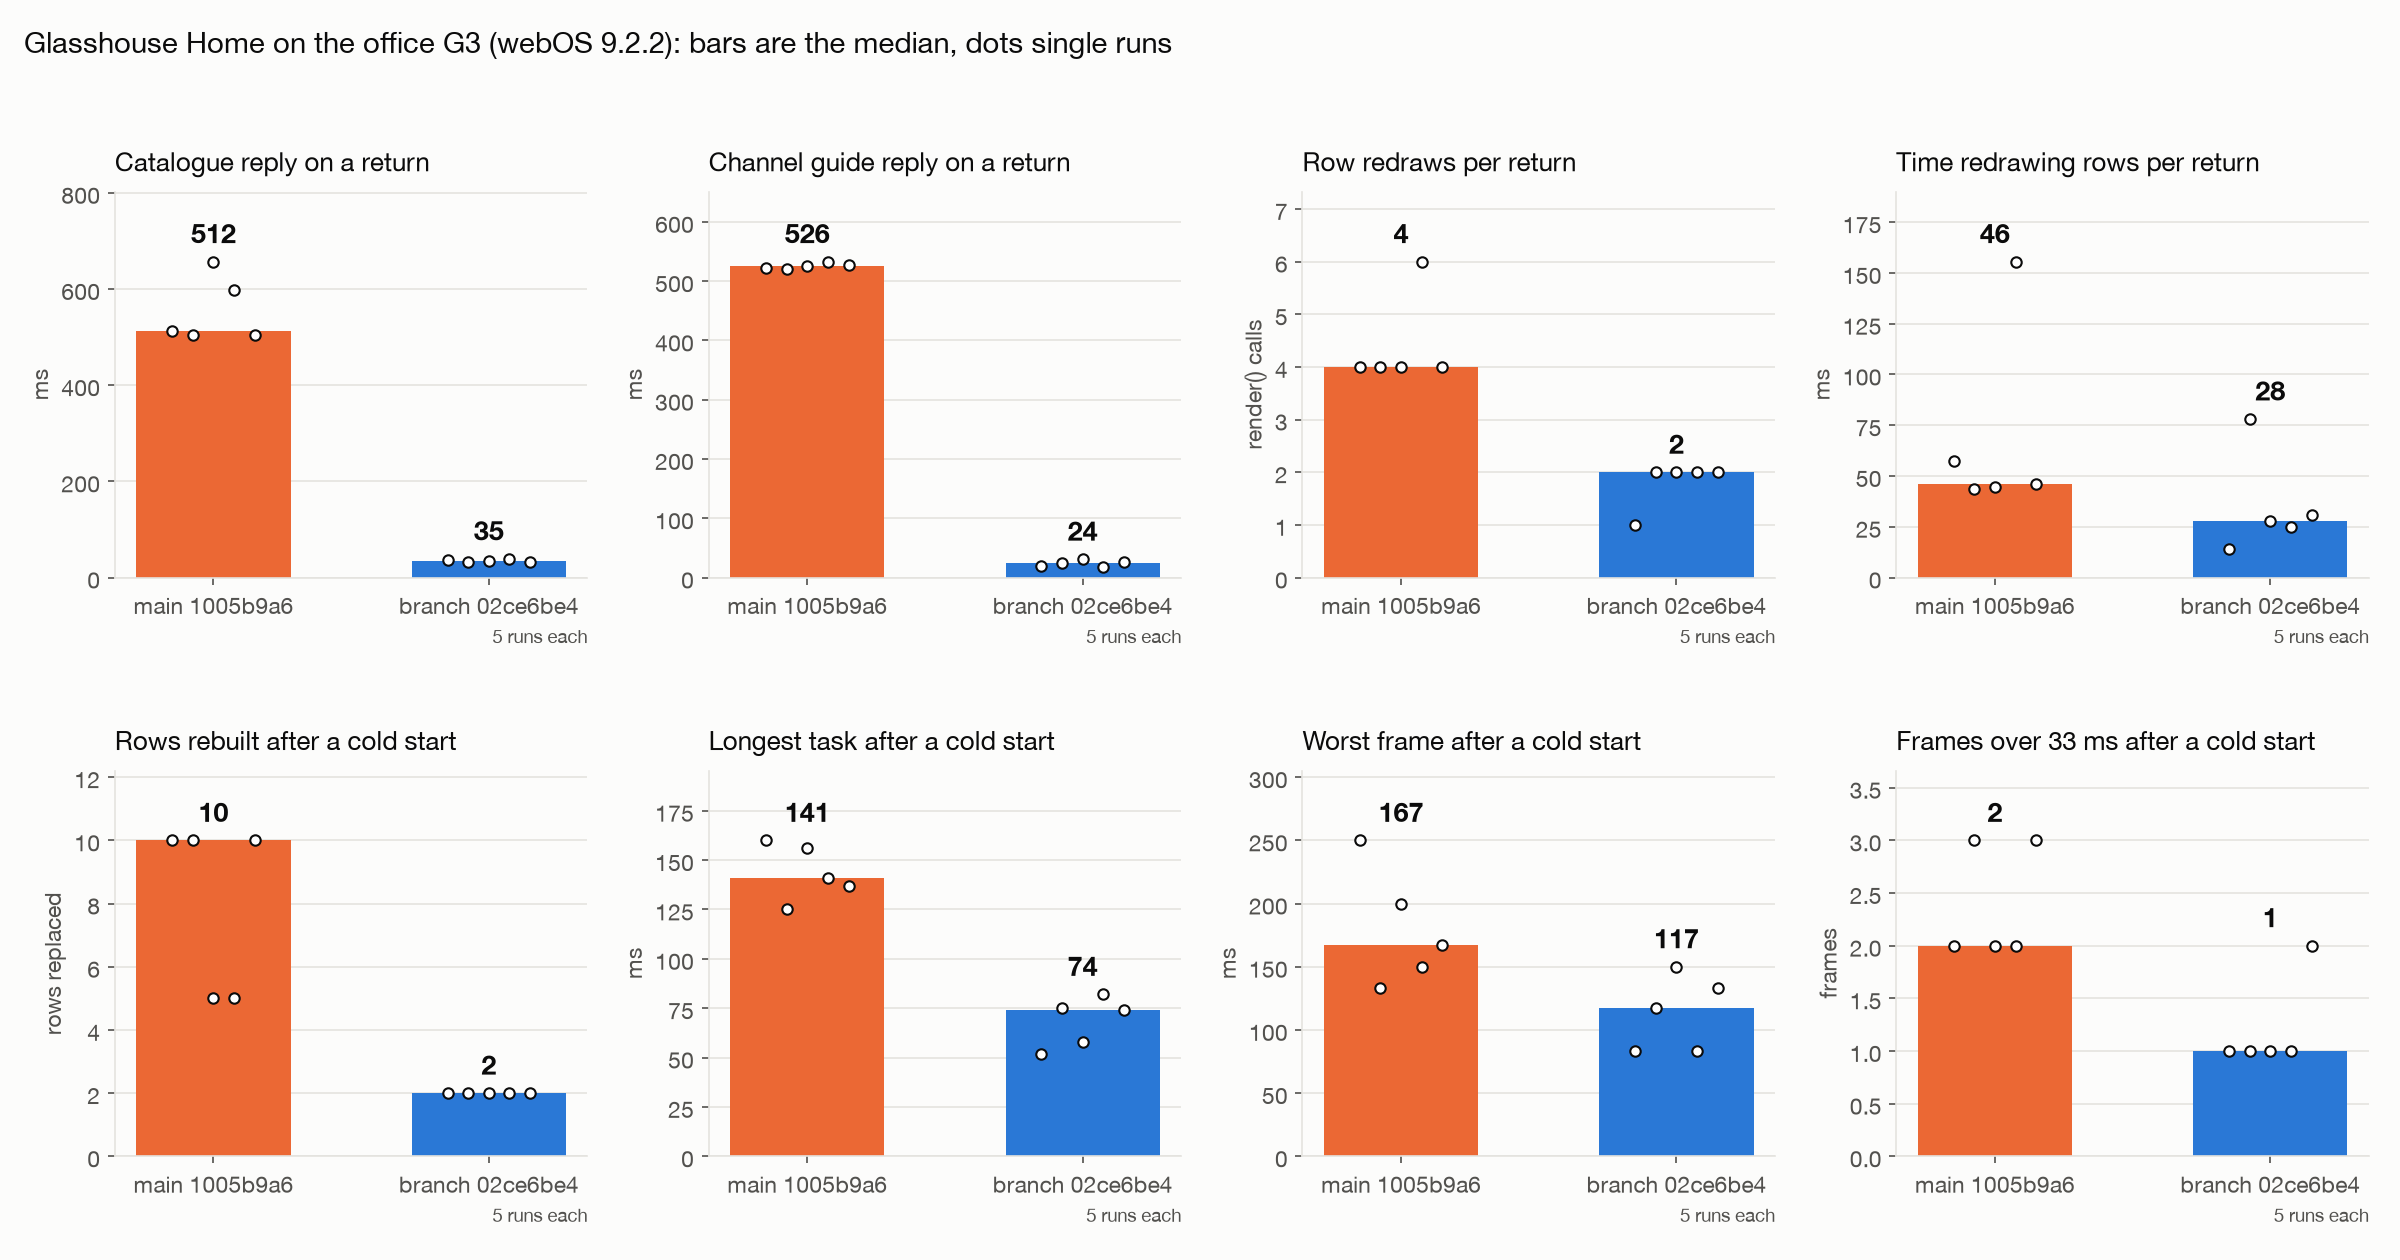 Glasshouse Home on the office G3 (webOS 9.2.2): bars are the median, dots single runs
Catalogue reply on a return
800
600
400
200
0
ms
512
35
main 1005b9a6
branch 02ce6be4
5 runs each
Channel guide reply on a return
600
500
400
300
200
100
0
ms
526
24
main 1005b9a6
branch 02ce6be4
5 runs each
Row redraws per return
7
6
5
4
3
2
1
0
render() calls
4
2
main 1005b9a6
branch 02ce6be4
5 runs each
Time redrawing rows per return
175
150
125
100
75
50
25
0
ms
46
28
main 1005b9a6
branch 02ce6be4
5 runs each
Rows rebuilt after a cold start
12
10
8
6
4
2
0
rows replaced
10
2
main 1005b9a6
branch 02ce6be4
5 runs each
Longest task after a cold start
175
150
125
100
75
50
25
0
ms
141
74
main 1005b9a6
branch 02ce6be4
5 runs each
Worst frame after a cold start
300
250
200
150
100
50
0
ms
167
117
main 1005b9a6
branch 02ce6be4
5 runs each
Frames over 33 ms after a cold start
3.5
3.0
2.5
2.0
1.5
1.0
0.5
0.0
frames
2
1
main 1005b9a6
branch 02ce6be4
5 runs each